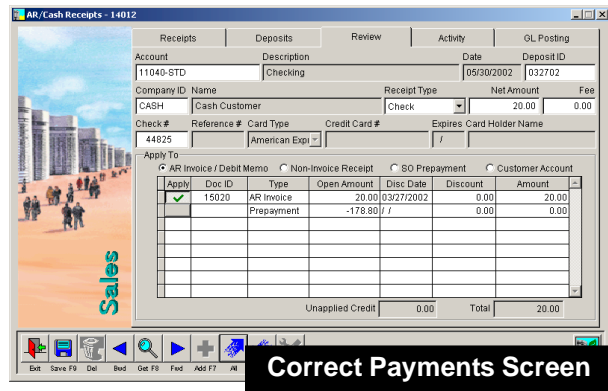 AR/Cash Receipts - 14012
Receipts Deposits Review Activity GL Posting
Account Description Date Deposit ID
11040-STD Checking 05/30/2002 032702
Company ID Name Receipt Type Net Amount Fee
CASH Cash Customer Check 20.00 0.00
Check # Reference # Card Type Credit Card # Expires Card Holder Name
44825 American Expr /
Apply To
AR Invoice / Debit Memo Non-Invoice Receipt SO Prepayment Customer Account
Apply Doc ID Type Open Amount Disc Date Discount Amount
15020 AR Invoice 20.00 03/27/2002 0.00 20.00
Prepayment -178.80 / / 0.00 0.00
Unapplied Credit 0.00 Total 20.00
Sales
Exit Save F9 Del Bwd Get F8 Fwd Add F7 All
Correct Payments Screen